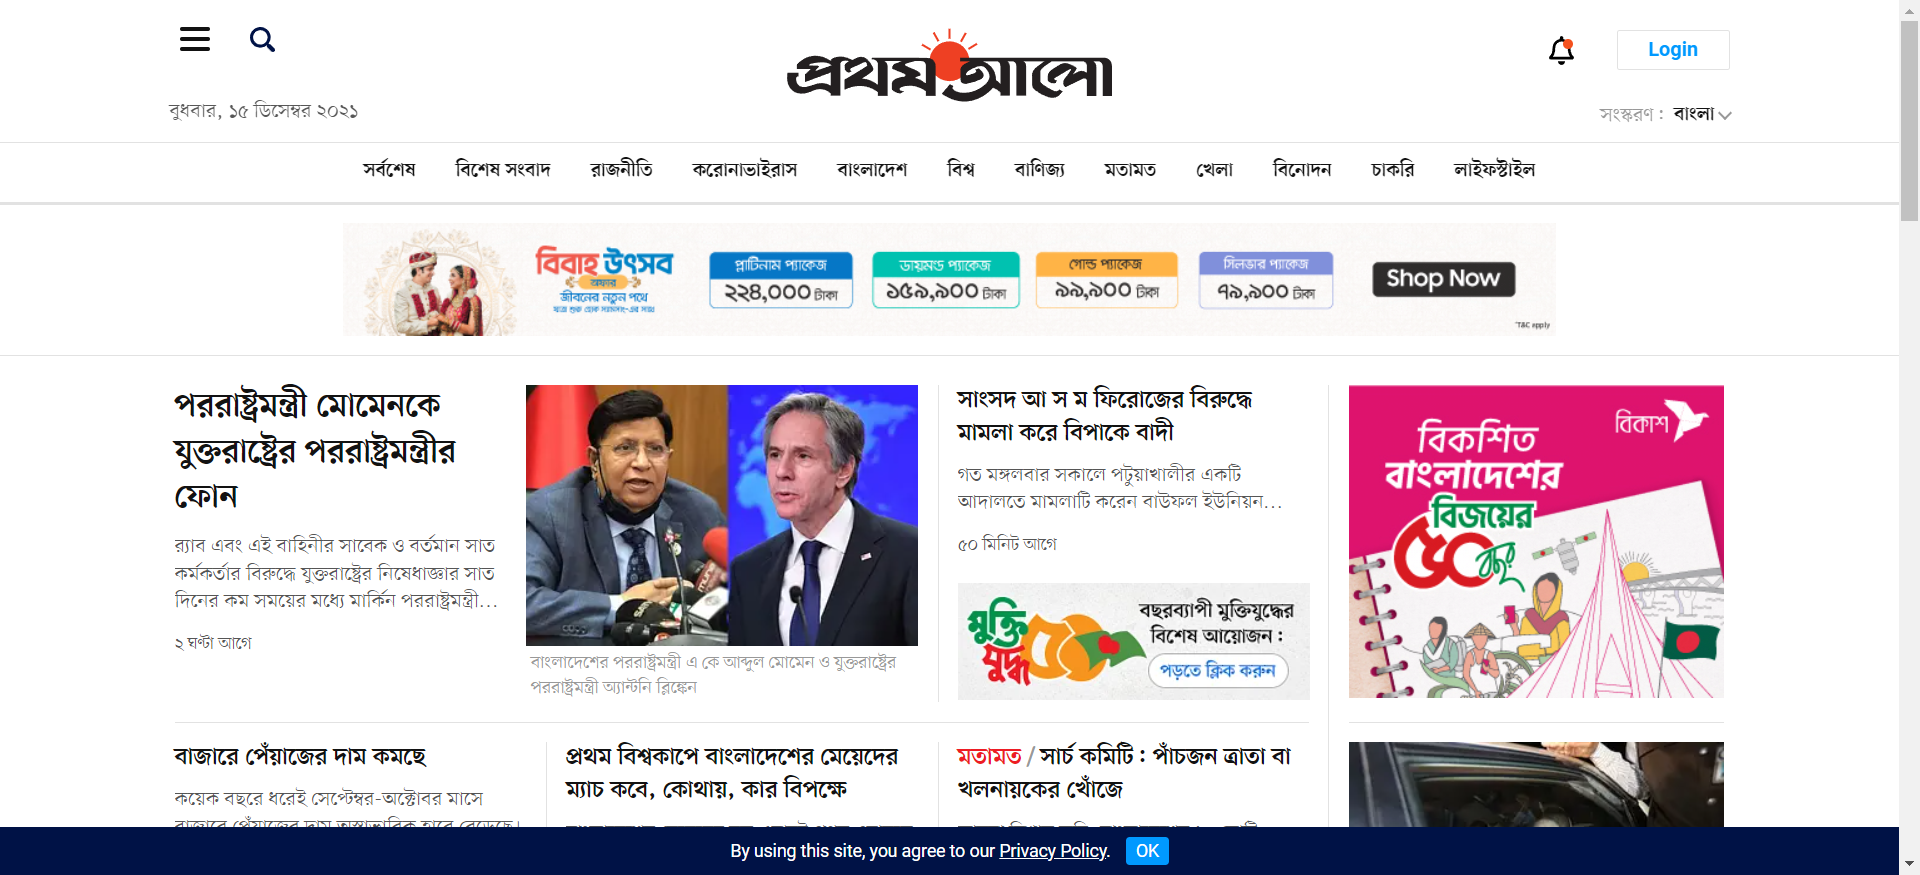 প্রথম আলো
Login
বুধবার, ১৫ ডিসেম্বর ২০২১
সংস্করণ : বাংলা
সর্বশেষ বিশেষ সংবাদ রাজনীতি করোনাভাইরাস বাংলাদেশ বিশ্ব বাণিজ্য মতামত খেলা বিনোদন চাকরি লাইফস্টাইল
বিবাহ উৎসব
অফার
জীবনের নতুন পথে
যাত্রা শুরু হোক স্যামসাং-এর সাথে
প্লাটিনাম প্যাকেজ
২২৪,০০০ টাকা
ডায়মন্ড প্যাকেজ
১৫৯,৯০০ টাকা
গোল্ড প্যাকেজ
৯৯,৯০০ টাকা
সিলভার প্যাকেজ
৭৯,৯০০ টাকা
Shop Now
*T&C apply
পররাষ্ট্রমন্ত্রী মোমেনকে
যুক্তরাষ্ট্রের পররাষ্ট্রমন্ত্রীর
ফোন
র‍্যাব এবং এই বাহিনীর সাবেক ও বর্তমান সাত
কর্মকর্তার বিরুদ্ধে যুক্তরাষ্ট্রের নিষেধাজ্ঞার সাত
দিনের কম সময়ের মধ্যে মার্কিন পররাষ্ট্রমন্ত্রী...
২ ঘণ্টা আগে
বাংলাদেশের পররাষ্ট্রমন্ত্রী এ কে আব্দুল মোমেন ও যুক্তরাষ্ট্রের
পররাষ্ট্রমন্ত্রী অ্যান্টনি ব্লিঙ্কেন
সাংসদ আ স ম ফিরোজের বিরুদ্ধে
মামলা করে বিপাকে বাদী
গত মঙ্গলবার সকালে পটুয়াখালীর একটি
আদালতে মামলাটি করেন বাউফল ইউনিয়ন...
৫০ মিনিট আগে
মুক্তি
যুদ্ধ
৫০
বছরব্যাপী মুক্তিযুদ্ধের
বিশেষ আয়োজন :
পড়তে ক্লিক করুন
বিকাশ
বিকশিত
বাংলাদেশের
বিজয়ের
৫০ বছর
বাজারে পেঁয়াজের দাম কমছে
কয়েক বছরে ধরেই সেপ্টেম্বর-অক্টোবর মাসে
বাজারে পেঁয়াজের দাম অস্বাভাবিক হারে বেড়েছে।
প্রথম বিশ্বকাপে বাংলাদেশের মেয়েদের
ম্যাচ কবে, কোথায়, কার বিপক্ষে
মতামত / সার্চ কমিটি : পাঁচজন ত্রাতা বা
খলনায়কের খোঁজে
By using this site, you agree to our Privacy Policy. OK